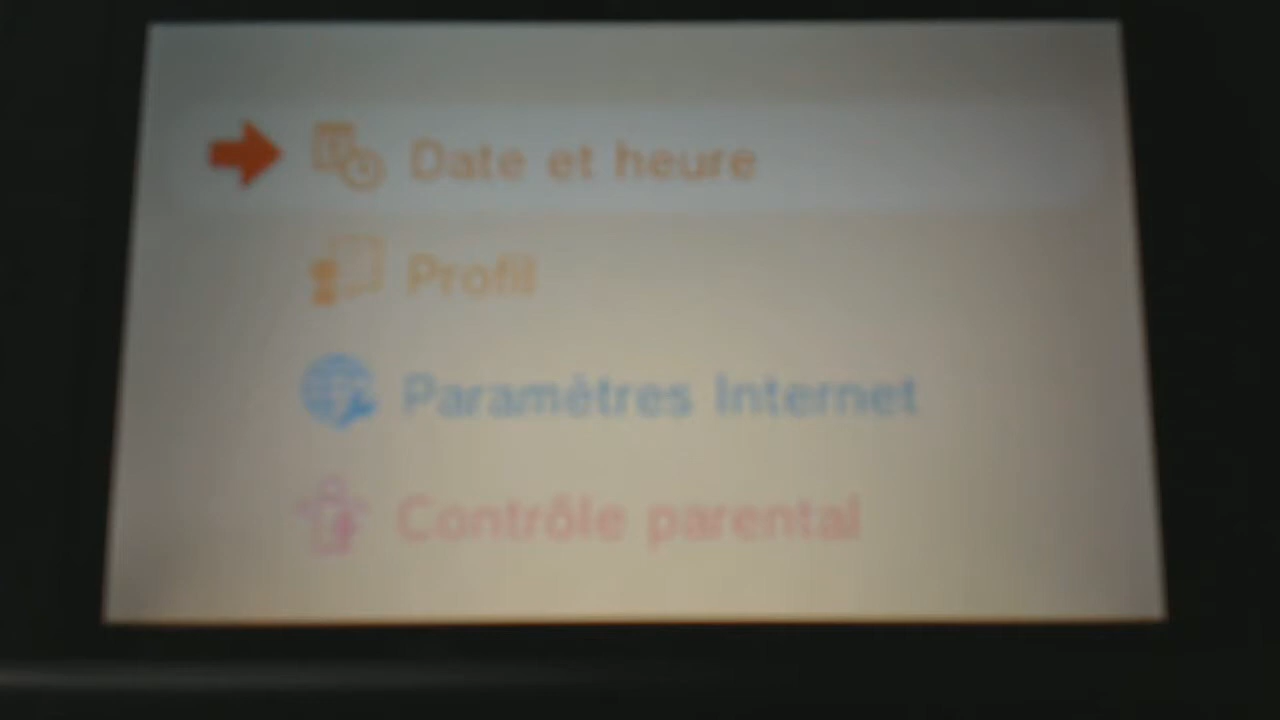 Date et heure
Profil
Paramètres Internet
Contrôle parental